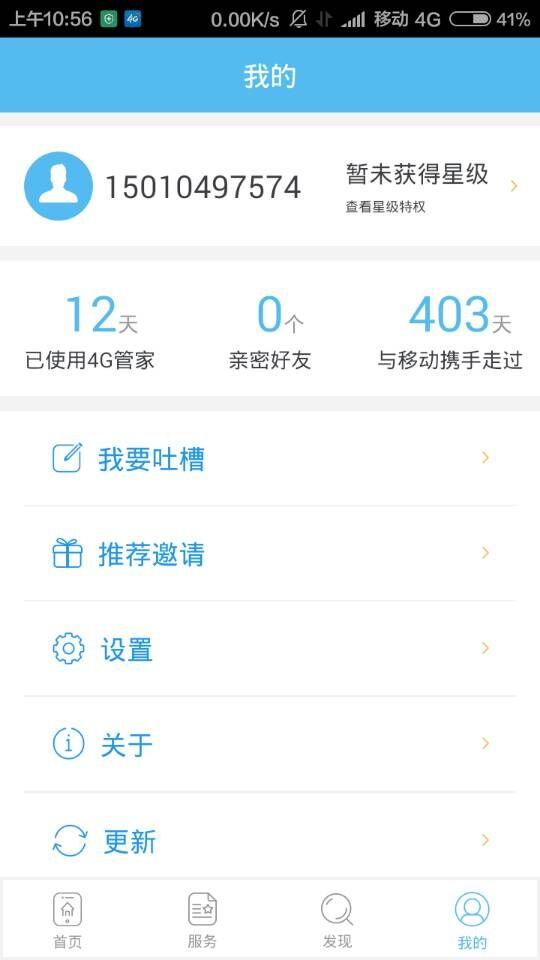 上午10:56 4G 0.00K/s 移动 4G 41%
我的
15010497574
暂未获得星级
查看星级特权
12天 0个 403天
已使用4G管家 亲密好友 与移动携手走过
我要吐槽
推荐邀请
设置
关于
更新
首页 服务 发现 我的